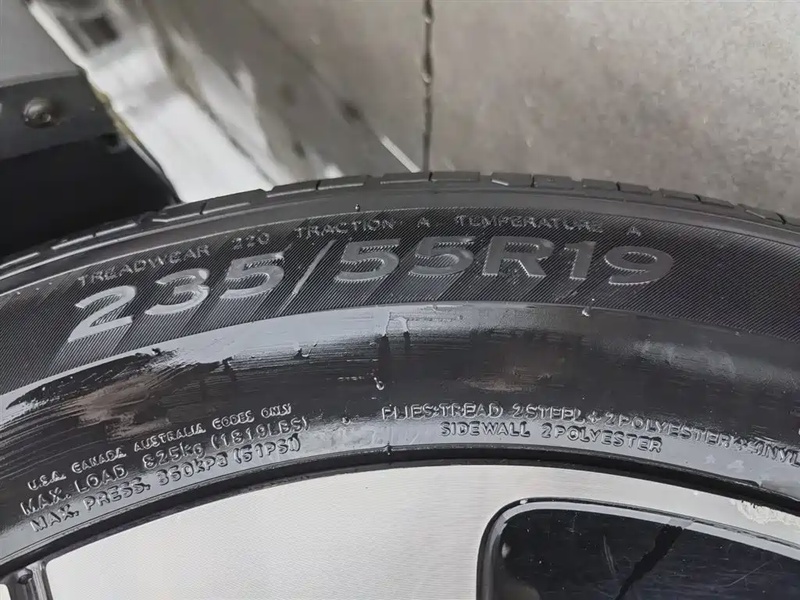 TREADWEAR 220 TRACTION A TEMPERATURE A
235/55R19
U.S.A. CANADA AUSTRALIA CODES ONLY
MAX. LOAD 825kg (1819LBS)
MAX. PRESS. 350KPa (51PSI)
PLIES:TREAD 2STEEL + 2POLYESTER + 
SIDEWALL 2POLYESTER